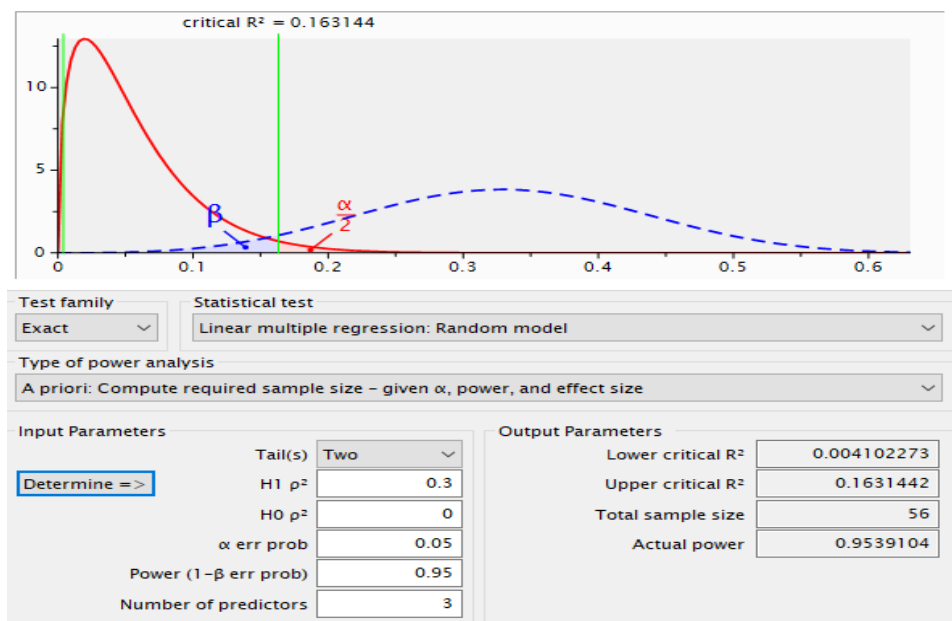 critical R² = 0.163144
10
5
0
β
α
2
0 0.1 0.2 0.3 0.4 0.5 0.6
Test family Statistical test
Exact Linear multiple regression: Random model
Type of power analysis
A priori: Compute required sample size – given α, power, and effect size
Input Parameters Output Parameters
Tail(s) Two Lower critical R² 0.004102273
Determine => H1 ρ² 0.3 Upper critical R² 0.1631442
H0 ρ² 0 Total sample size 56
α err prob 0.05 Actual power 0.9539104
Power (1-β err prob) 0.95
Number of predictors 3